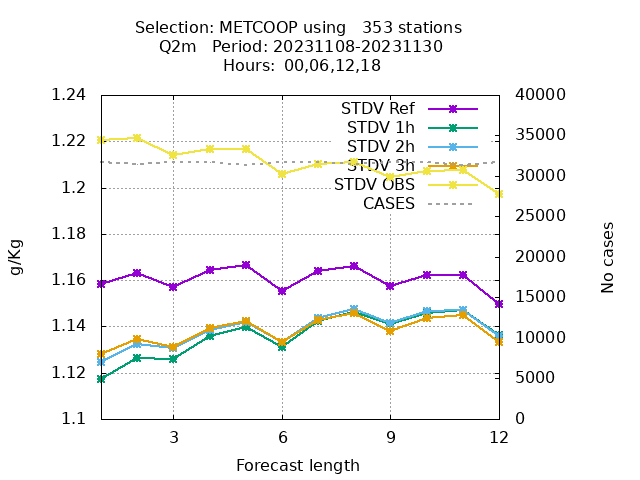 Selection: METCOOP using   353 stations
Q2m   Period: 20231108-20231130
Hours:  00,06,12,18
1.24
1.22
1.2
1.18
1.16
1.14
1.12
1.1
g/Kg
40000
35000
30000
25000
20000
15000
10000
5000
0
No cases
STDV Ref
STDV 1h
STDV 2h
STDV 3h
STDV OBS
CASES
3
6
9
12
Forecast length